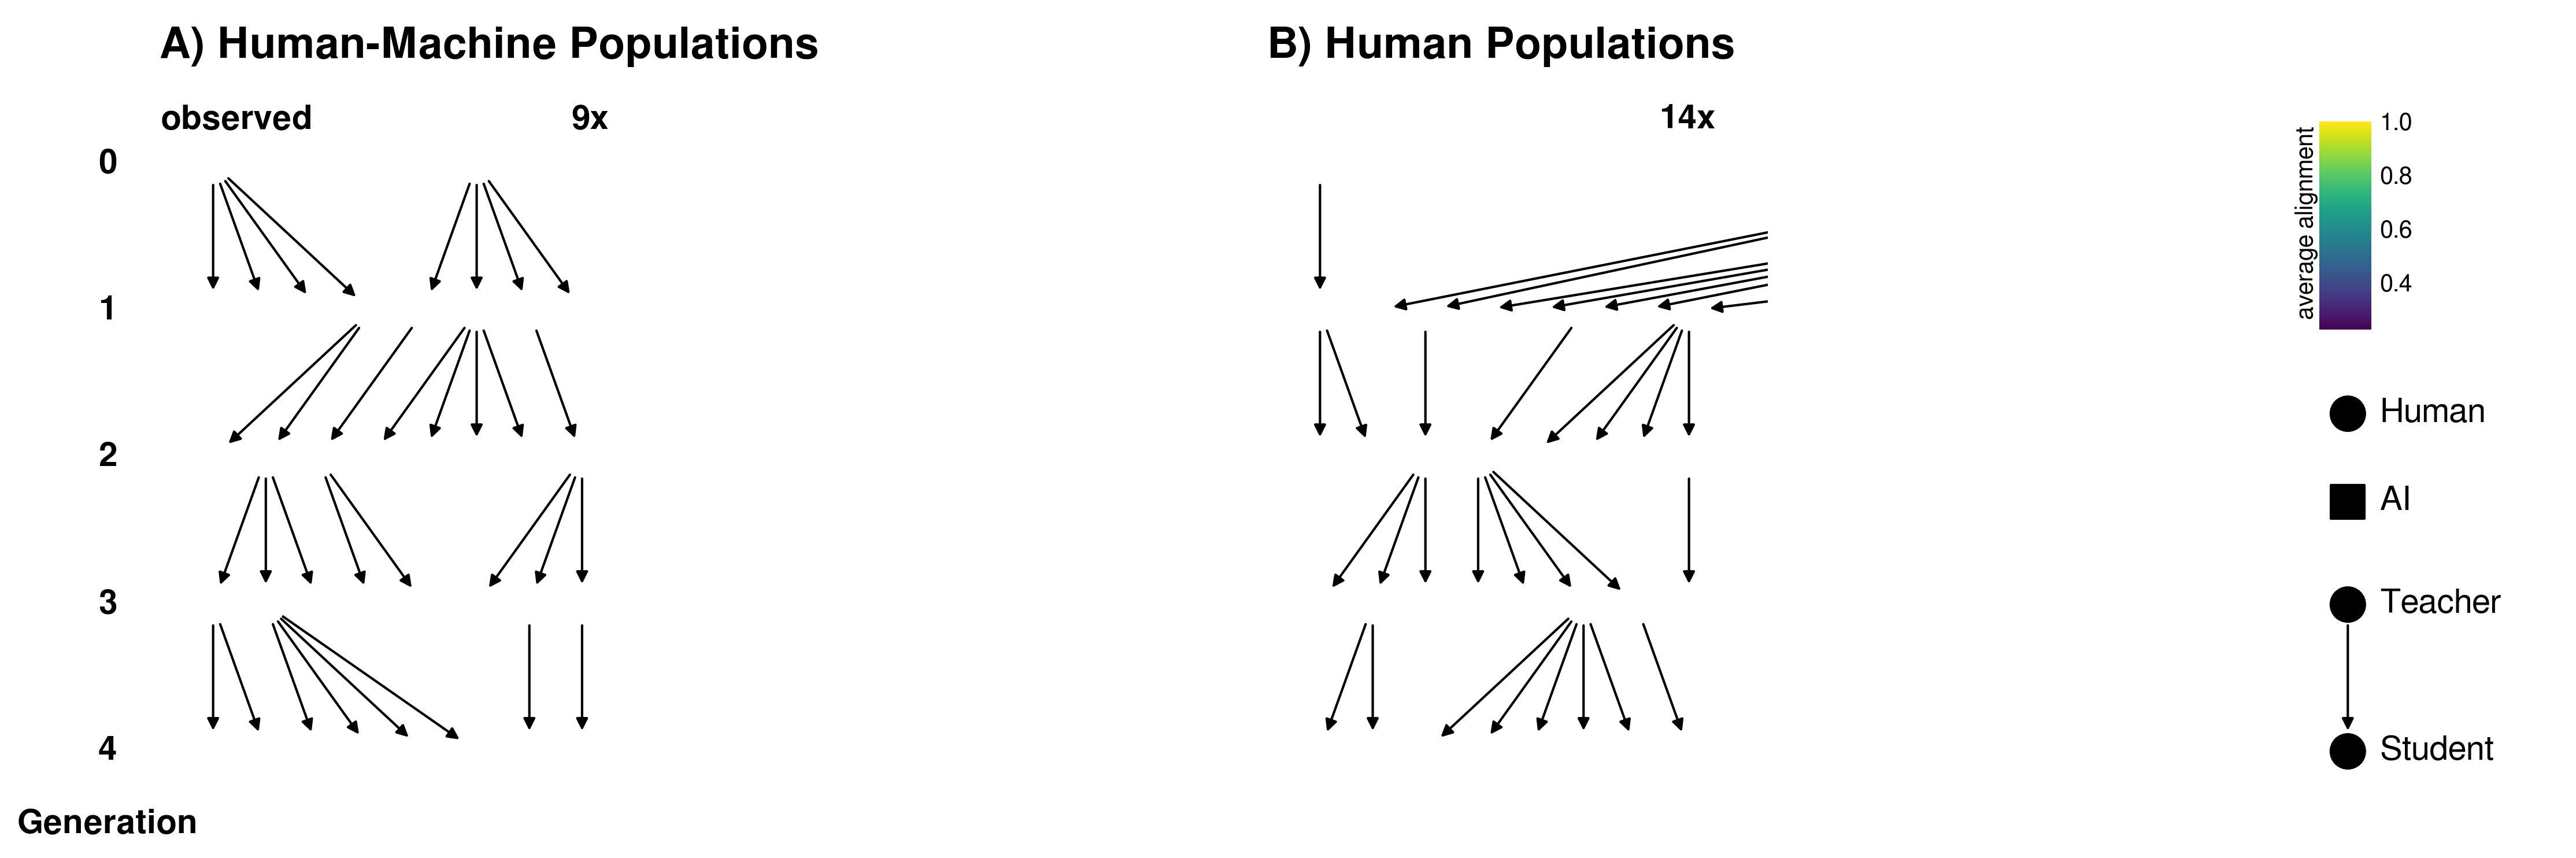 A) Human-Machine Populations
B) Human Populations
observed
9x
14x
0
1
2
3
4
Generation
average alignment
1.0
0.8
0.6
0.4
Human
AI
Teacher
Student